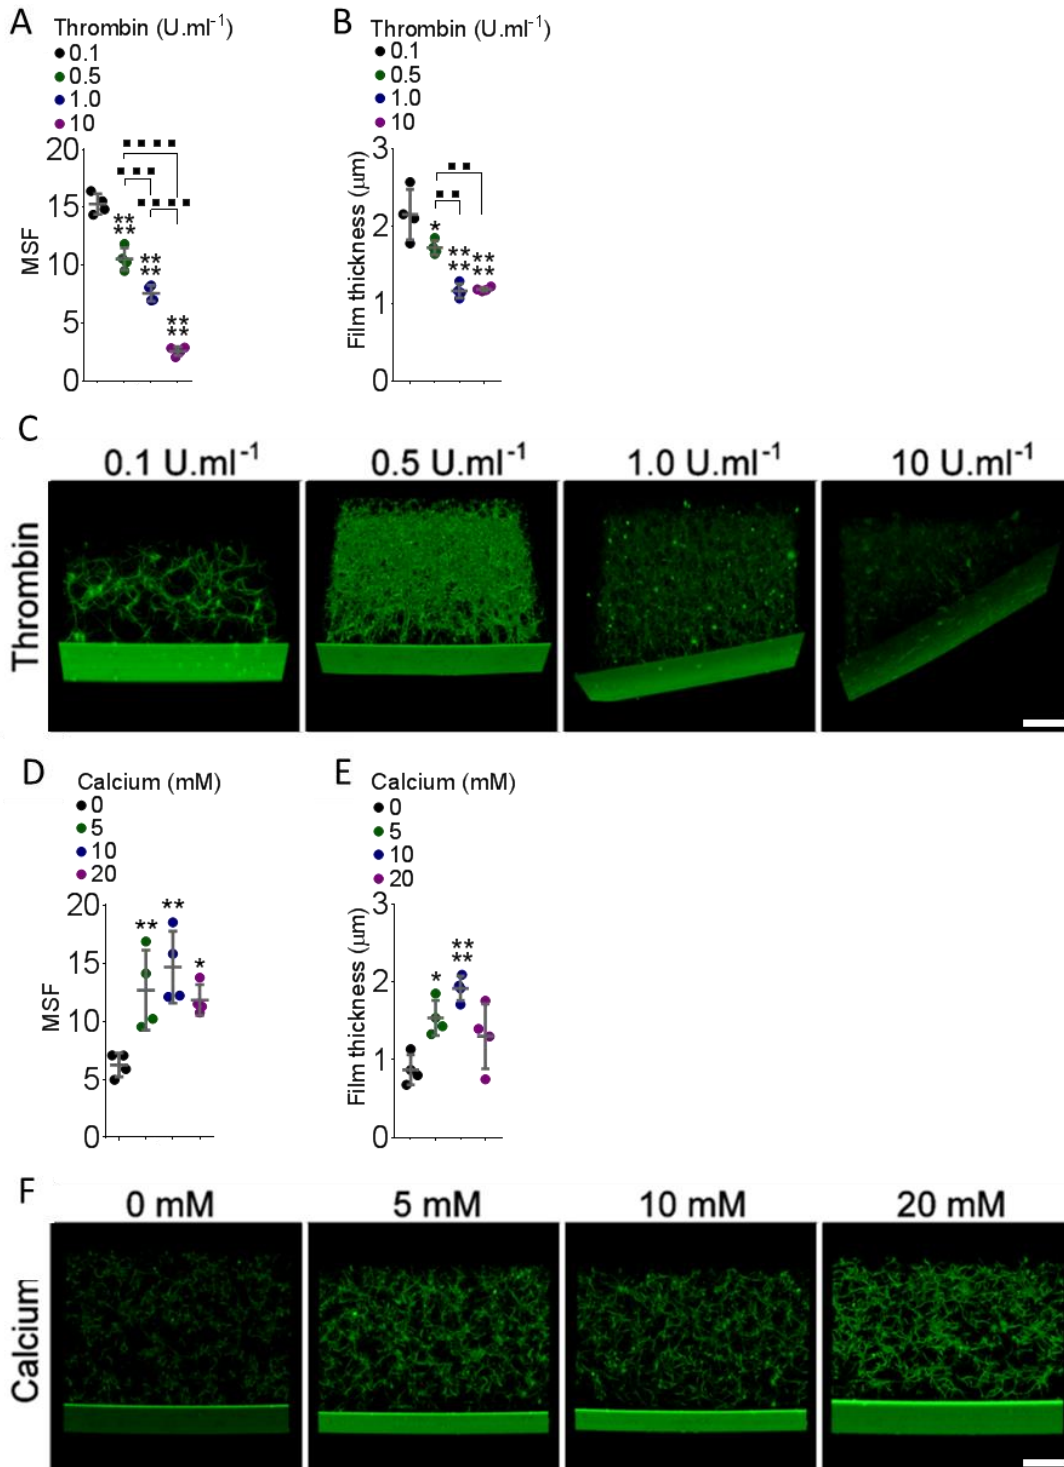 A
Thrombin (U.ml⁻¹)
0.1
0.5
1.0
10
20
15
10
5
0
MSF
**
**
**
**
**
**
B
Thrombin (U.ml⁻¹)
0.1
0.5
1.0
10
3
2
1
0
Film thickness (µm)
*
**
**
**
**
C
0.1 U.ml⁻¹
0.5 U.ml⁻¹
1.0 U.ml⁻¹
10 U.ml⁻¹
Thrombin
D
Calcium (mM)
0
5
10
20
20
15
10
5
0
MSF
**
**
*
E
Calcium (mM)
0
5
10
20
3
2
1
0
Film thickness (µm)
*
**
**
F
0 mM
5 mM
10 mM
20 mM
Calcium